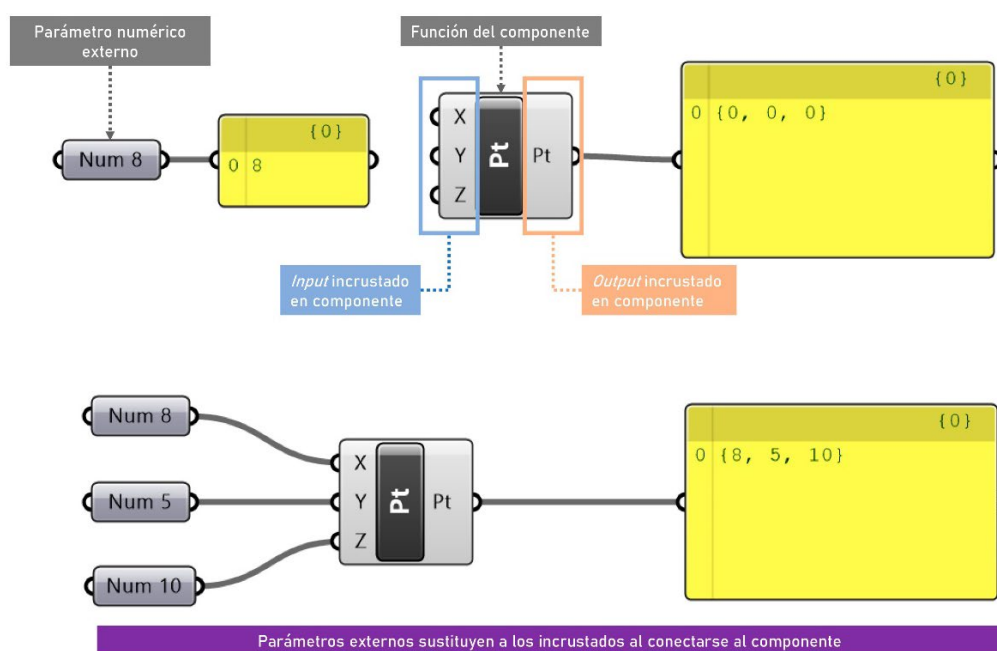 Parámetro numérico
externo
Función del componente
Num 8
{0}
0 8
X
Y
Z
Pt
Pt
{0}
0 {0, 0, 0}
Input incrustado
en componente
Output incrustado
en componente
Num 8
Num 5
Num 10
X
Y
Z
Pt
Pt
{0}
0 {8, 5, 10}
Parámetros externos sustituyen a los incrustados al conectarse al componente